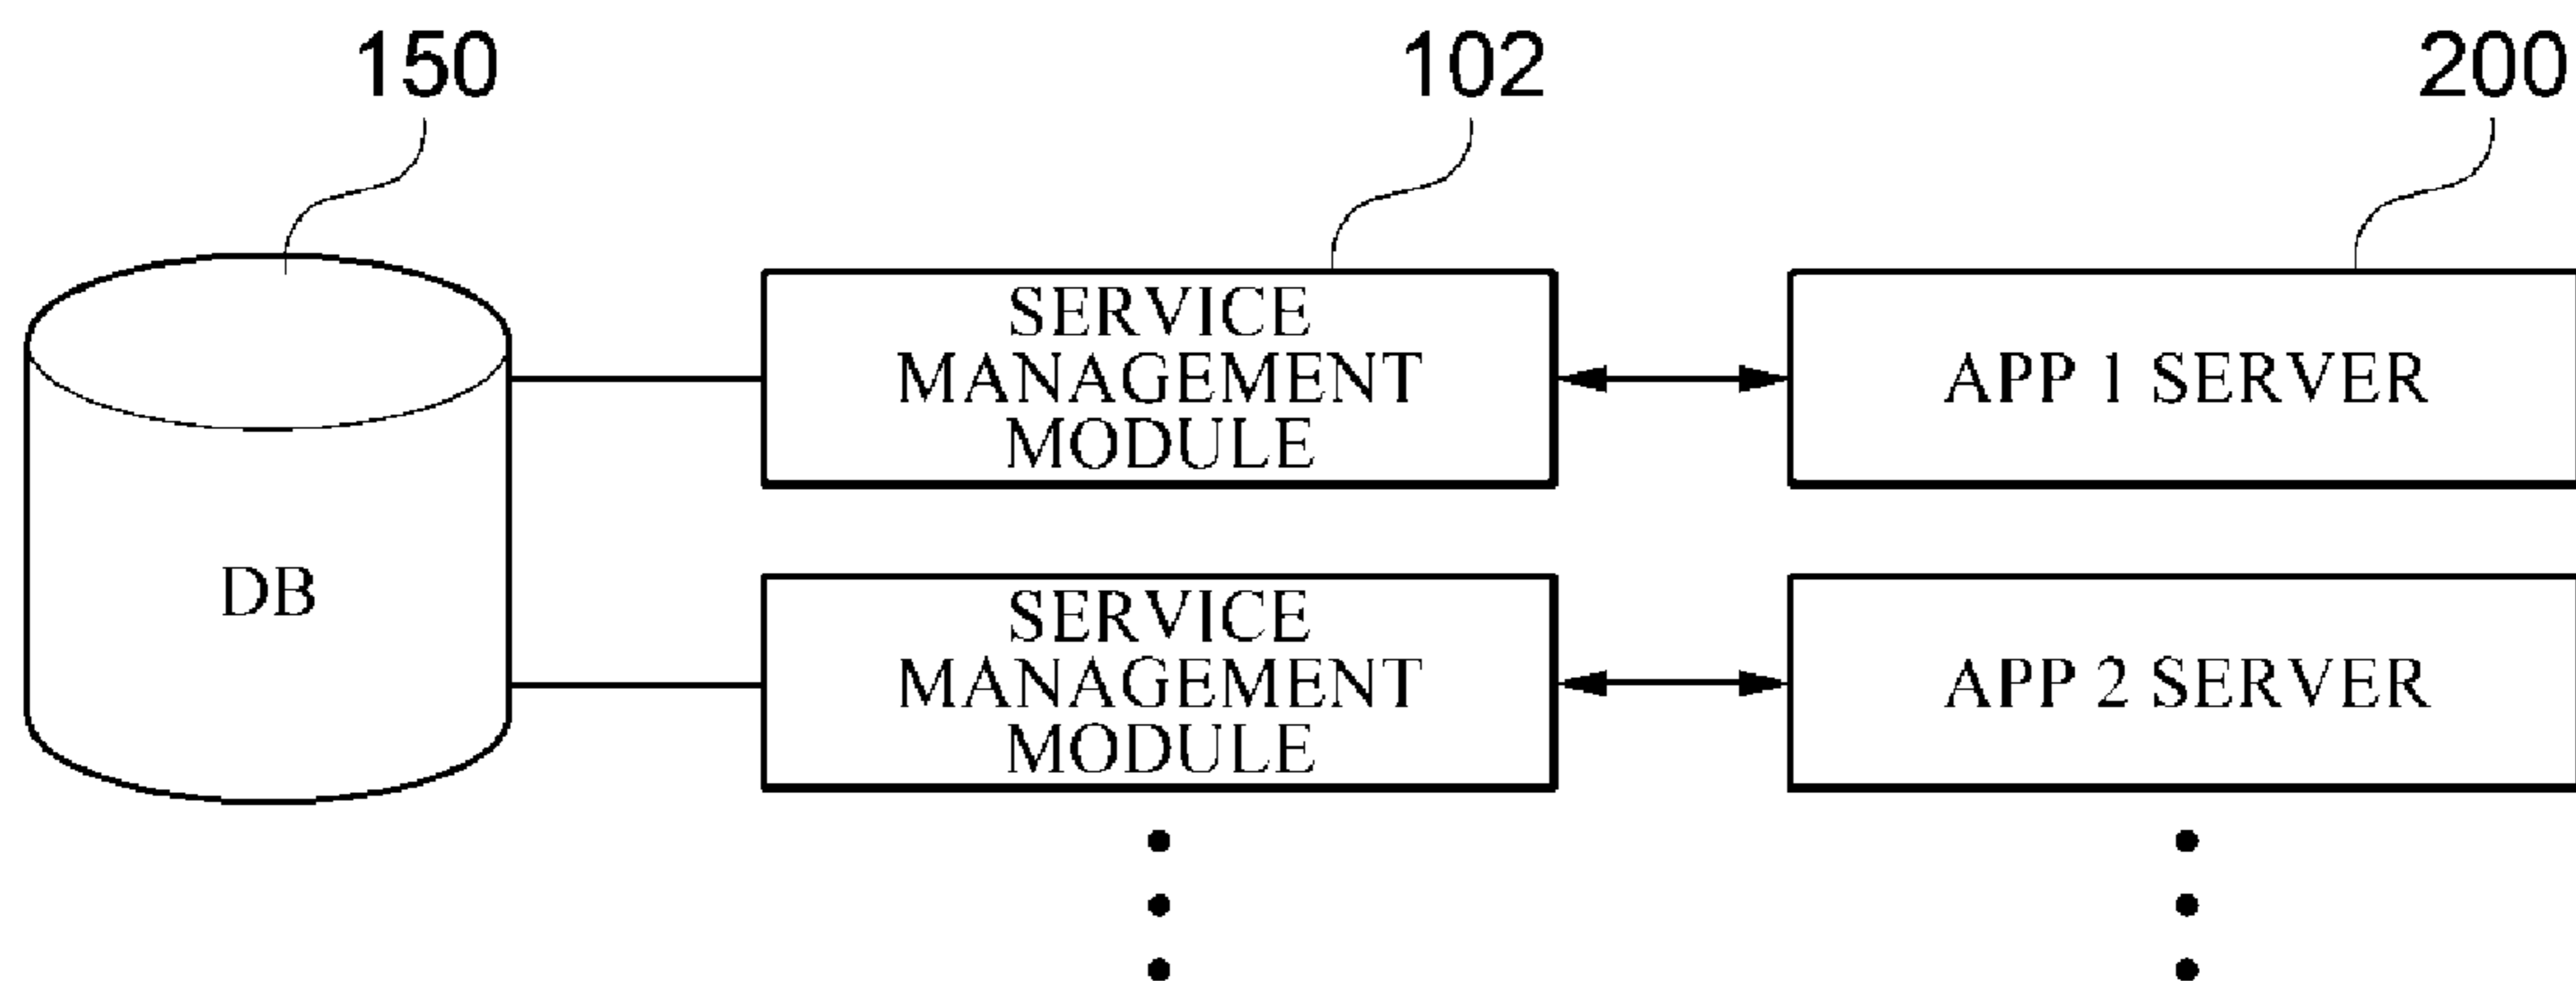 150
102
200
SERVICE
MANAGEMENT
MODULE
APP 1 SERVER
DB
SERVICE
MANAGEMENT
MODULE
APP 2 SERVER